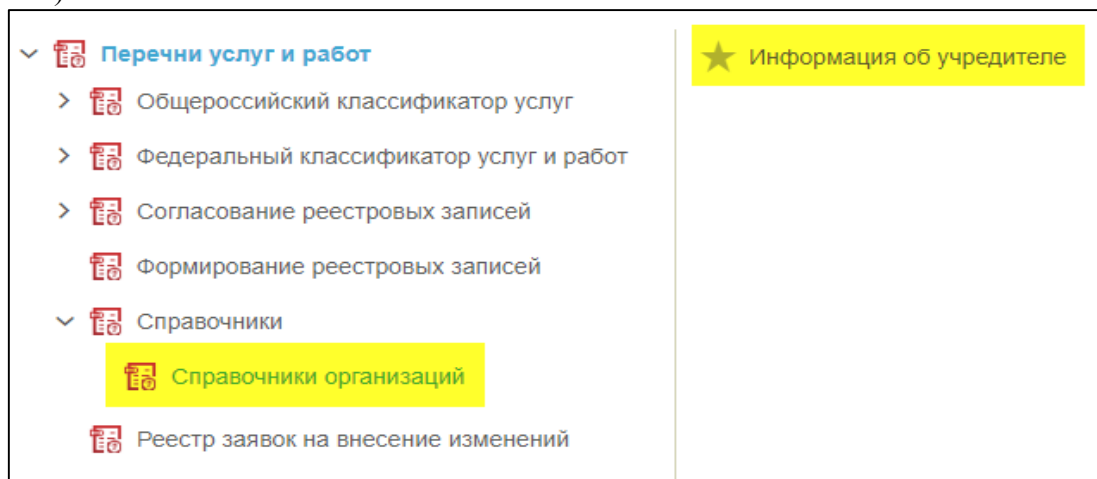 )
Перечни услуг и работ
Общероссийский классификатор услуг
Федеральный классификатор услуг и работ
Согласование реестровых записей
Формирование реестровых записей
Справочники
Справочники организаций
Реестр заявок на внесение изменений
Информация об учредителе